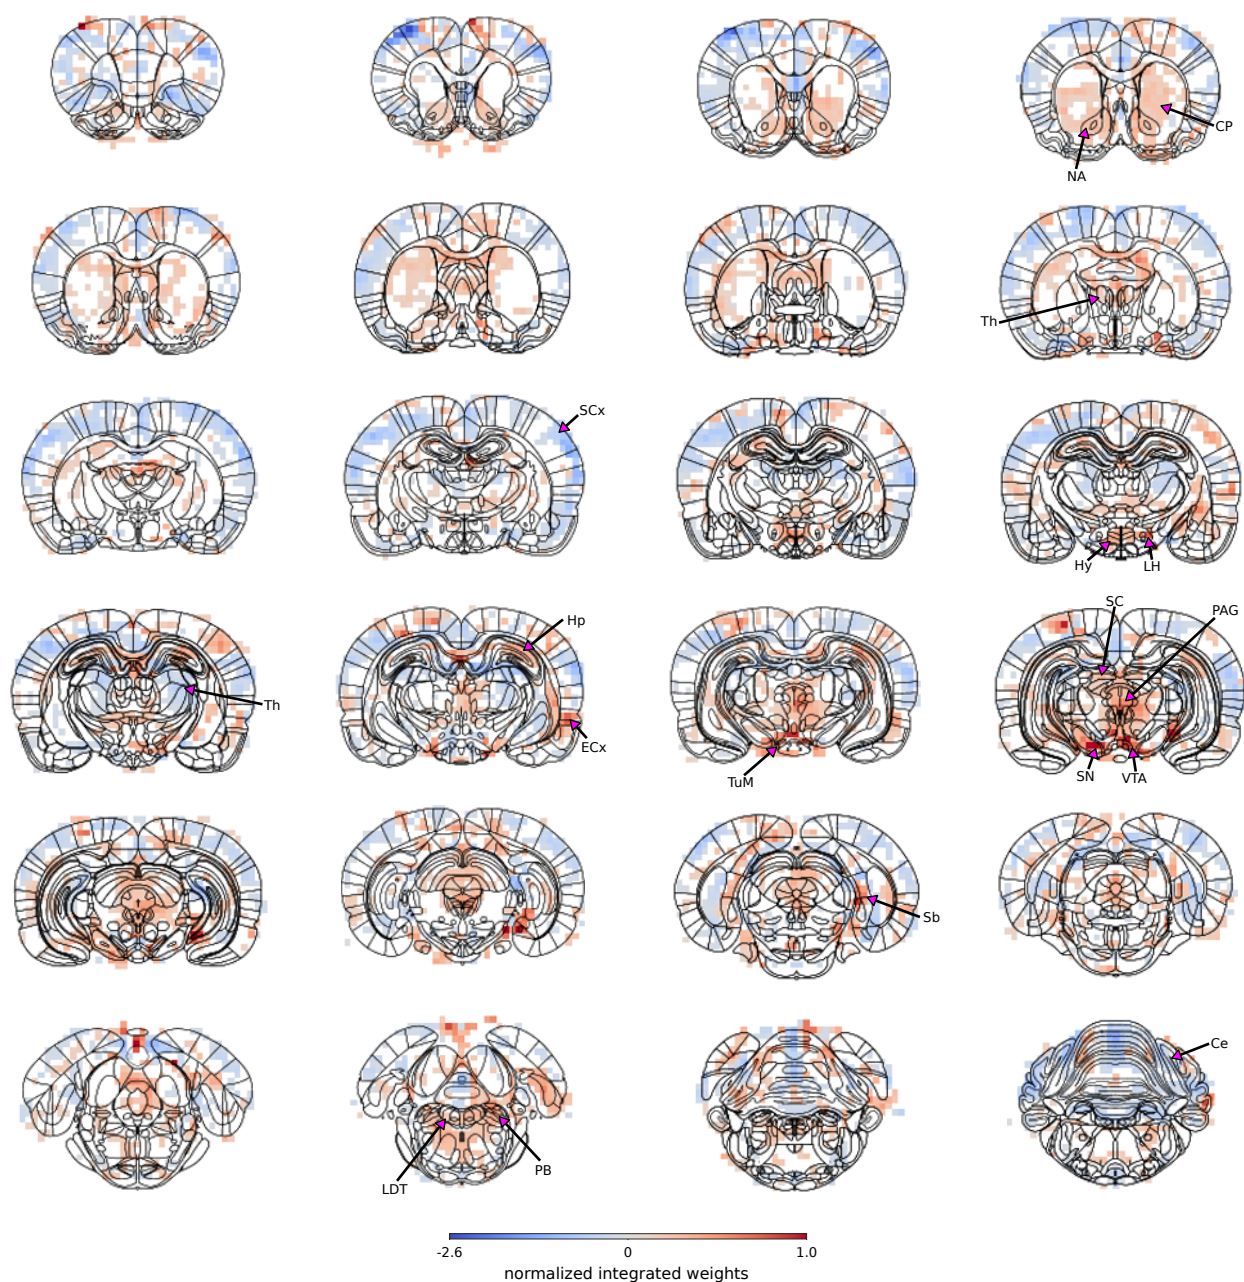 CP
NA
Th
SCx
Hy
LH
Hp
Th
ECx
TuM
SC
PAG
SN
VTA
Sb
Ce
LDT
PB
-2.6
0
1.0
normalized integrated weights